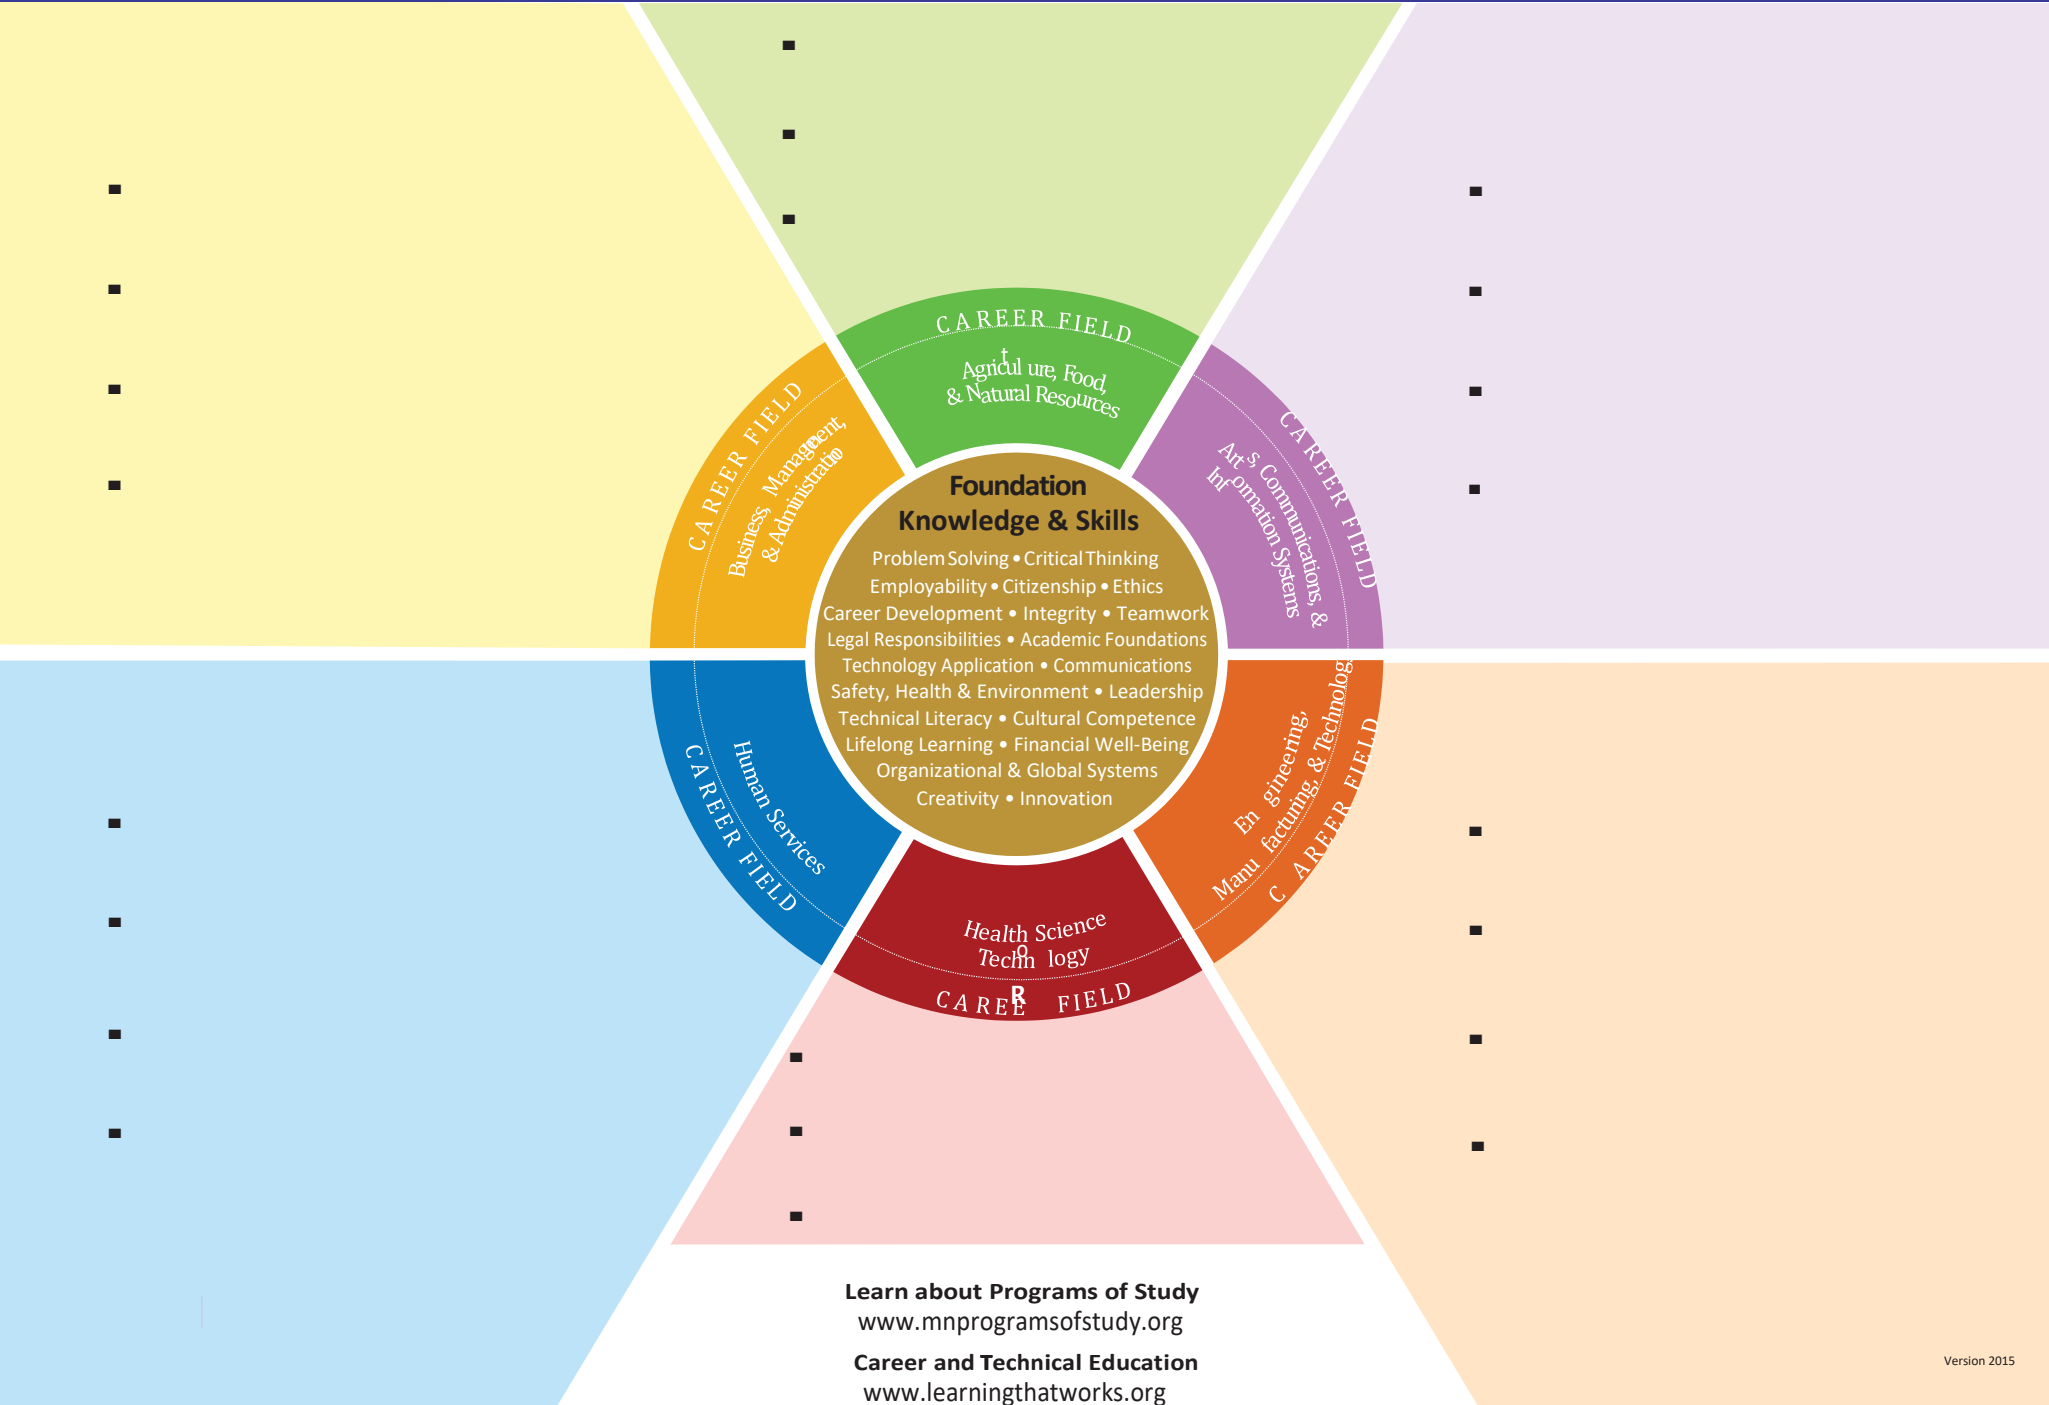 CAREER FIELD
Agriculture, Food,
& Natural Resources
CAREER FIELD
Business, Management,
& Administratio
CAREER FIELD
Arts, Communications, &
Information Systems
Foundation
Knowledge & Skills
Problem Solving • Critical Thinking
Employability • Citizenship • Ethics
Career Development • Integrity • Teamwork
Legal Responsibilities • Academic Foundations
Technology Application • Communications
Safety, Health & Environment • Leadership
Technical Literacy • Cultural Competence
Lifelong Learning • Financial Well-Being
Organizational & Global Systems
Creativity • Innovation
Human Services
CAREER FIELD
Engineering,
Manufacturing, & Technolog
CAREER FIELD
Health Science
Technology
CAREER FIELD
Learn about Programs of Study
www.mnprogramsofstudy.org
Career and Technical Education
www.learningthatworks.org
Version 2015